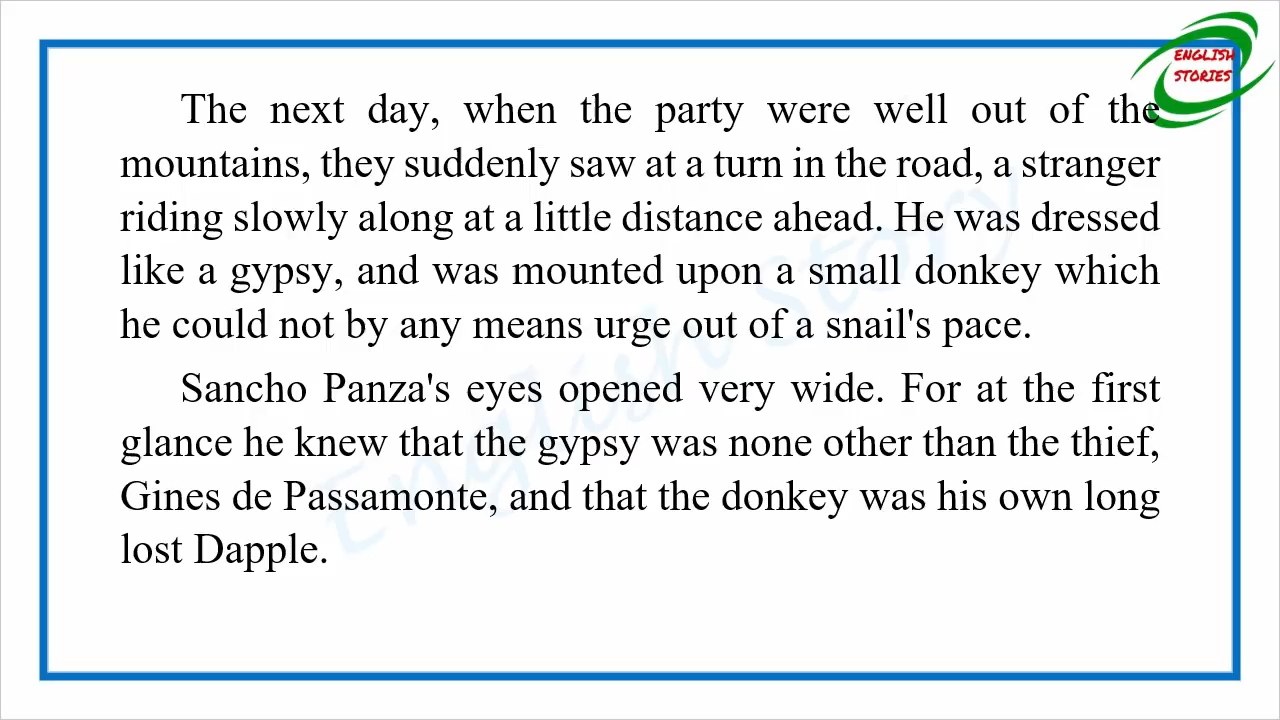 ENGLISH
STORIES
The next day, when the party were well out of the
mountains, they suddenly saw at a turn in the road, a stranger
riding slowly along at a little distance ahead. He was dressed
like a gypsy, and was mounted upon a small donkey which
he could not by any means urge out of a snail's pace.
Sancho Panza's eyes opened very wide. For at the first
glance he knew that the gypsy was none other than the thief,
Gines de Passamonte, and that the donkey was his own long
lost Dapple.
English Story